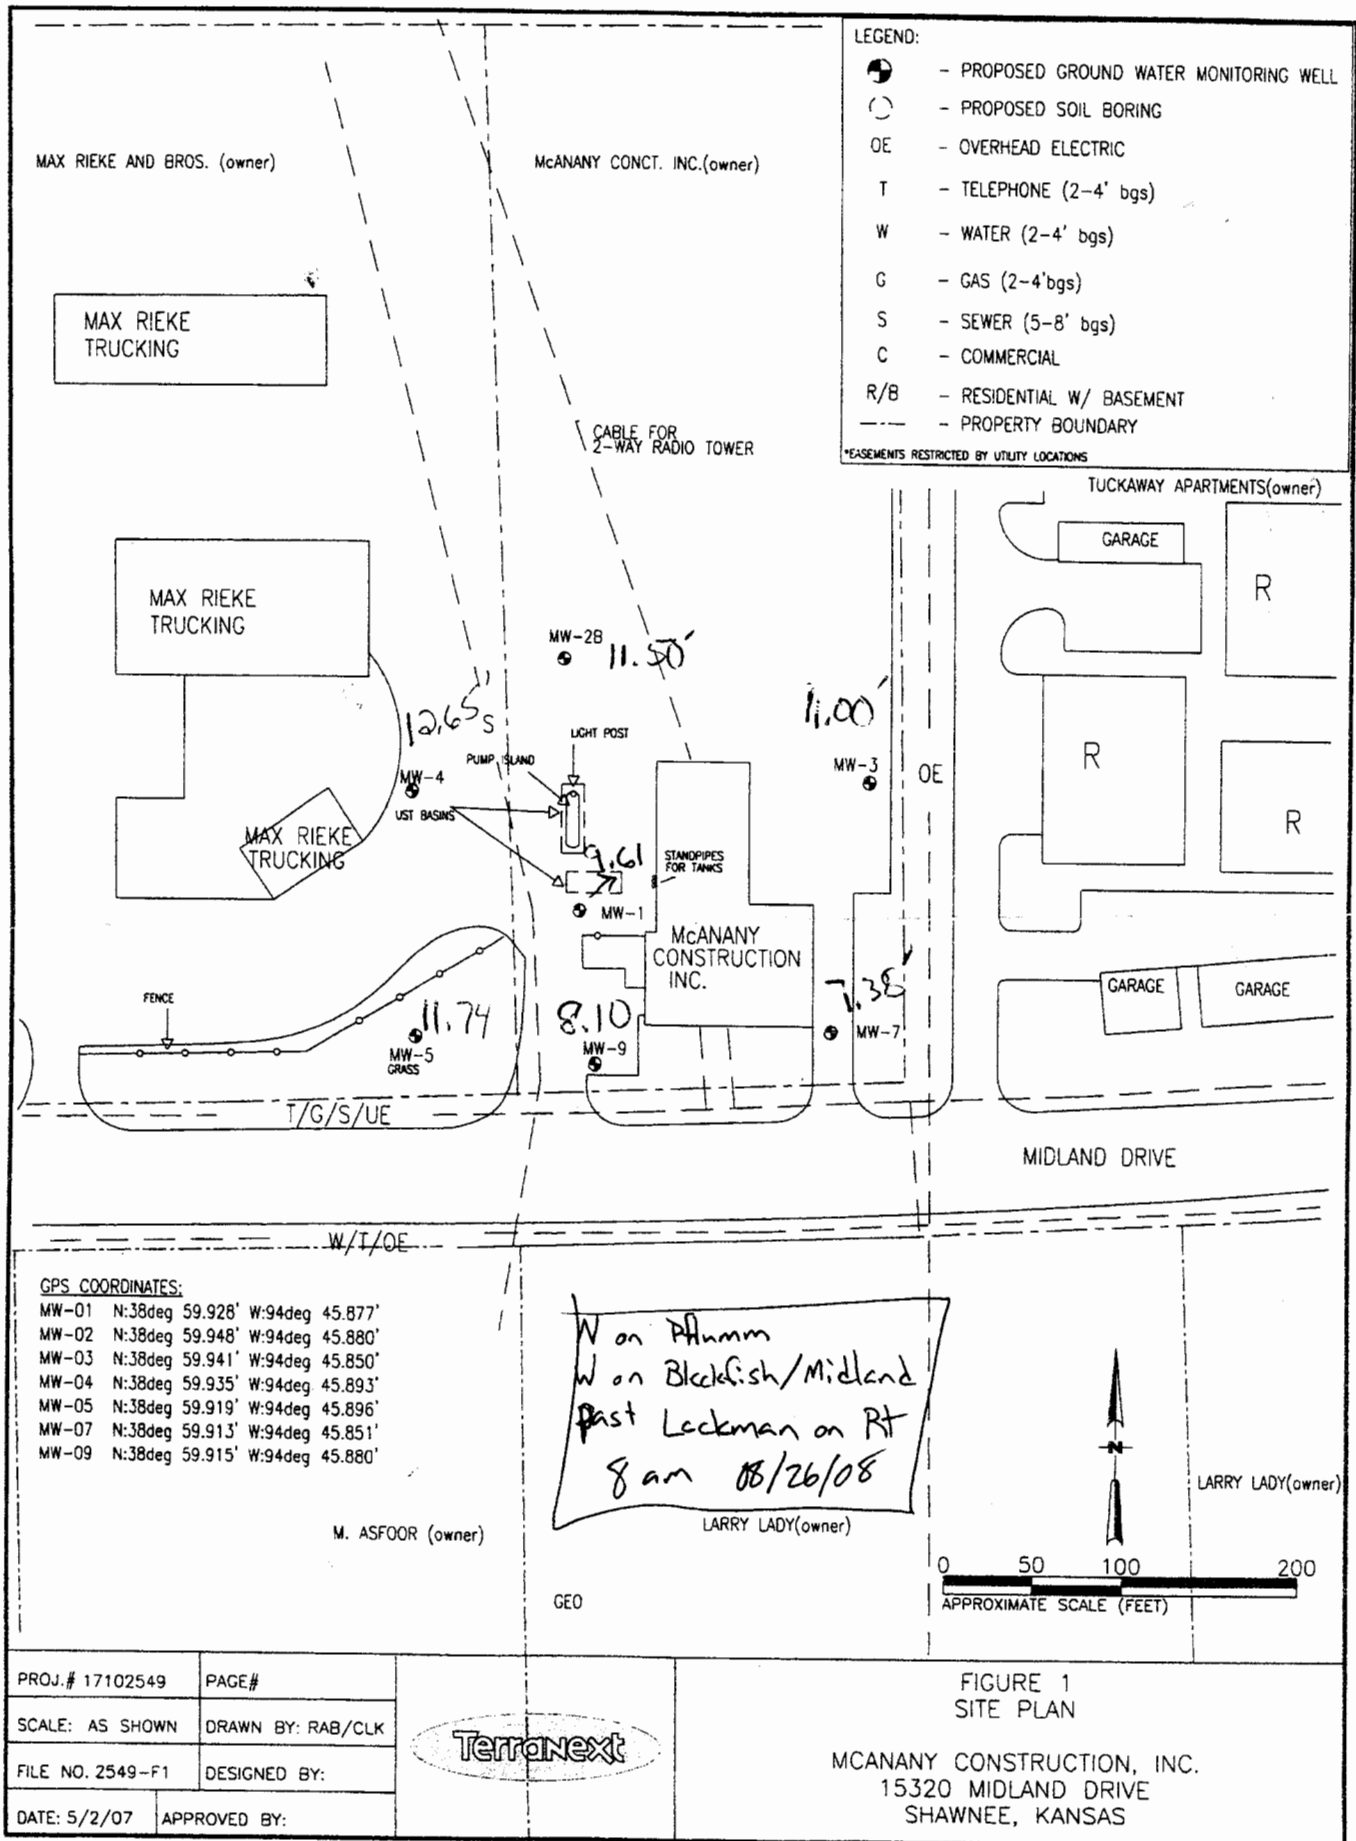 LEGEND:
- PROPOSED GROUND WATER MONITORING WELL
- PROPOSED SOIL BORING
OE - OVERHEAD ELECTRIC
T - TELEPHONE (2-4' bgs)
W - WATER (2-4' bgs)
G - GAS (2-4'bgs)
S - SEWER (5-8' bgs)
C - COMMERCIAL
R/B - RESIDENTIAL W/ BASEMENT
- PROPERTY BOUNDARY
*EASEMENTS RESTRICTED BY UTILITY LOCATIONS
MAX RIEKE AND BROS. (owner)
McANANY CONCT. INC.(owner)
MAX RIEKE
TRUCKING
CABLE FOR
2-WAY RADIO TOWER
TUCKAWAY APARTMENTS(owner)
GARAGE
R
MAX RIEKE
TRUCKING
MW-2B
11.50'
12.65'
S
11.00'
LIGHT POST
PUMP ISLAND
MW-3
OE
R
MW-4
UST BASINS
R
MAX RIEKE
TRUCKING
9.61
STANDPIPES
FOR TANKS
MW-1
McANANY
CONSTRUCTION
INC.
7.38
GARAGE
GARAGE
FENCE
11.74
8.10
MW-7
MW-5
GRASS
MW-9
T/G/S/UE
MIDLAND DRIVE
W/T/OE
GPS COORDINATES:
MW-01 N:38deg 59.928' W:94deg 45.877'
MW-02 N:38deg 59.948' W:94deg 45.880'
MW-03 N:38deg 59.941' W:94deg 45.850'
MW-04 N:38deg 59.935' W:94deg 45.893'
MW-05 N:38deg 59.919' W:94deg 45.896'
MW-07 N:38deg 59.913' W:94deg 45.851'
MW-09 N:38deg 59.915' W:94deg 45.880'
N on Pflumm
W on Blackfish/Midland
Past Lackman on Rt
8 am 08/26/08
N
LARRY LADY(owner)
M. ASFOOR (owner)
LARRY LADY(owner)
0 50 100 200
APPROXIMATE SCALE (FEET)
GEO
PROJ.# 17102549
PAGE#
SCALE: AS SHOWN
DRAWN BY: RAB/CLK
FILE NO. 2549-F1
DESIGNED BY:
DATE: 5/2/07
APPROVED BY:
TerraNext
FIGURE 1
SITE PLAN
MCANANY CONSTRUCTION, INC.
15320 MIDLAND DRIVE
SHAWNEE, KANSAS